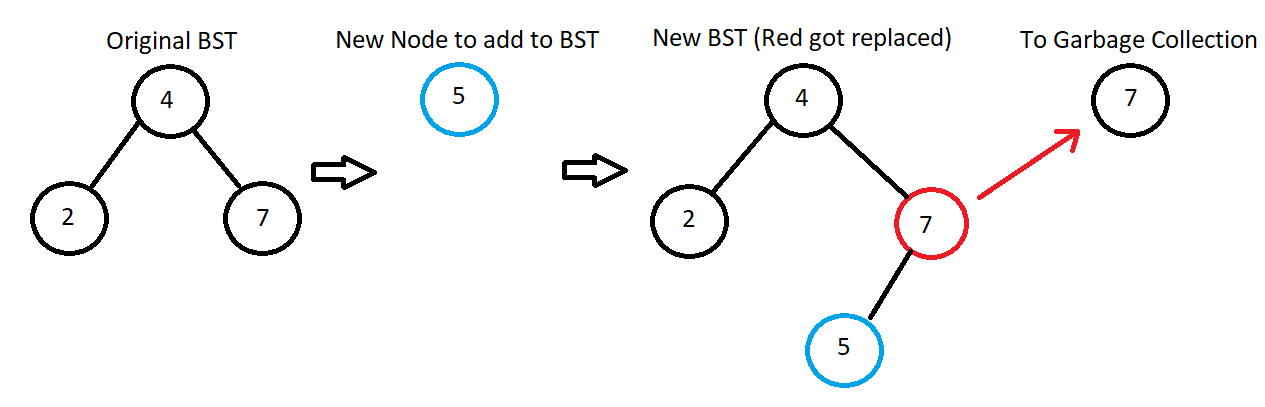 Original BST
4
2
7
New Node to add to BST
5
New BST (Red got replaced)
4
2
7
5
To Garbage Collection
7